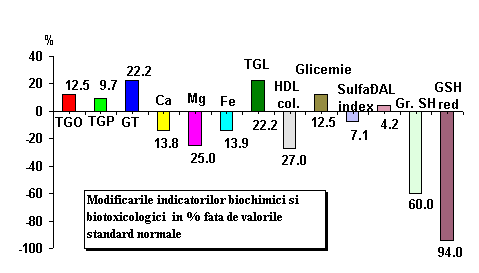 %
40
20
0
-20
-40
-60
-80
-100
12.5
TGO
9.7
TGP
22.2
GT
Ca
13.8
Mg
25.0
Fe
13.9
TGL
22.2
HDL
col.
27.0
Glicemie
12.5
Sulfat
index
7.1
DAL
4.2
Gr. SH
60.0
GSH
red
94.0
Modificarile indicatorilor biochimici si
biotoxicologici in % fata de valorile
standard normale